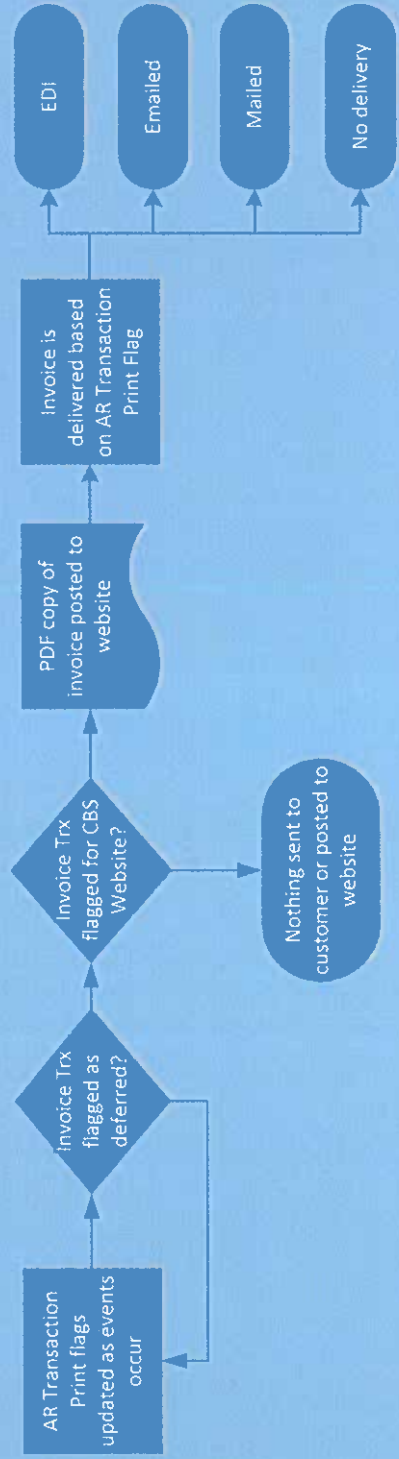 AR Transaction
Print flags
updated as events
occur
Invoice Trx
flagged as
deferred?
Invoice Trx
flagged for CBS
Website?
Nothing sent to
customer or posted to
website
PDF copy of
invoice posted to
website
Invoice is
delivered based
on AR Transaction
Print Flag
EDI
Emailed
Mailed
No delivery